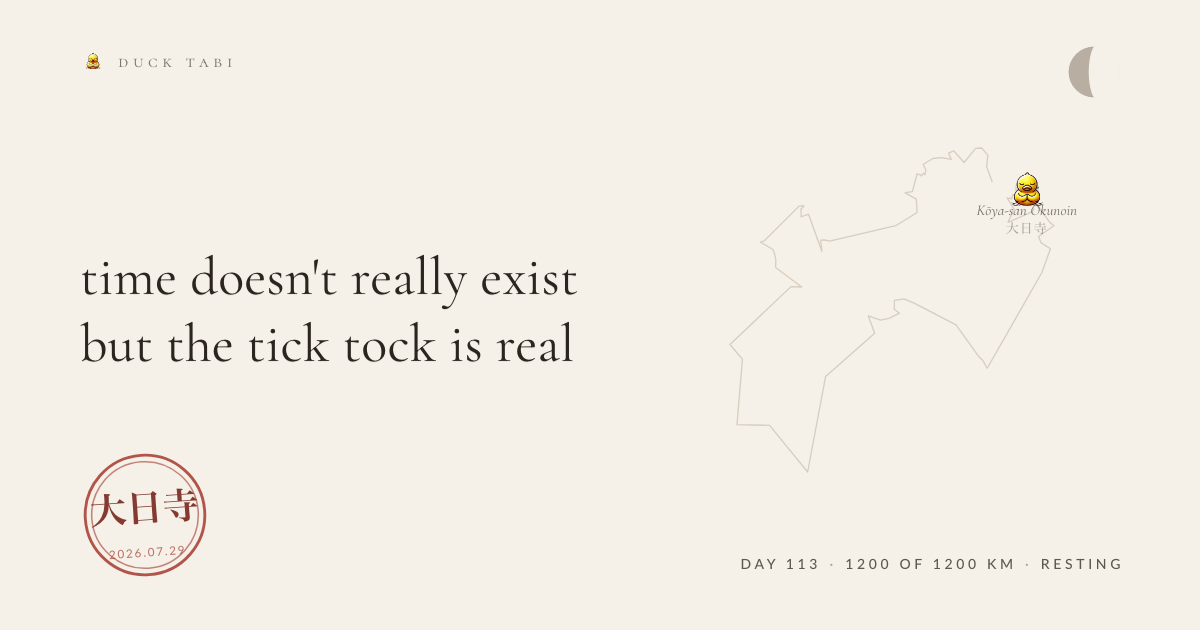 DUCK TABI
Kōya-san Okunoin
大日寺
time doesn't really exist
but the tick tock is real
大日寺
2026.07.29
DAY 113 · 1200 OF 1200 KM · RESTING